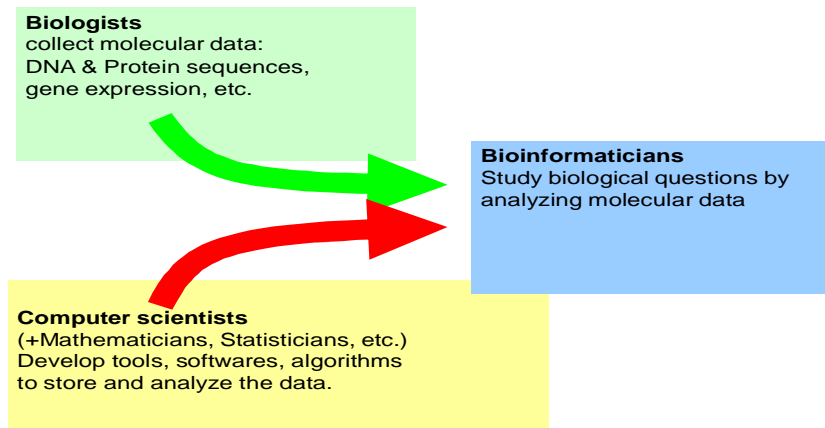 Biologists
collect molecular data:
DNA & Protein sequences,
gene expression, etc.
Bioinformaticians
Study biological questions by
analyzing molecular data
Computer scientists
(+Mathematicians, Statisticians, etc.)
Develop tools, softwares, algorithms
to store and analyze the data.